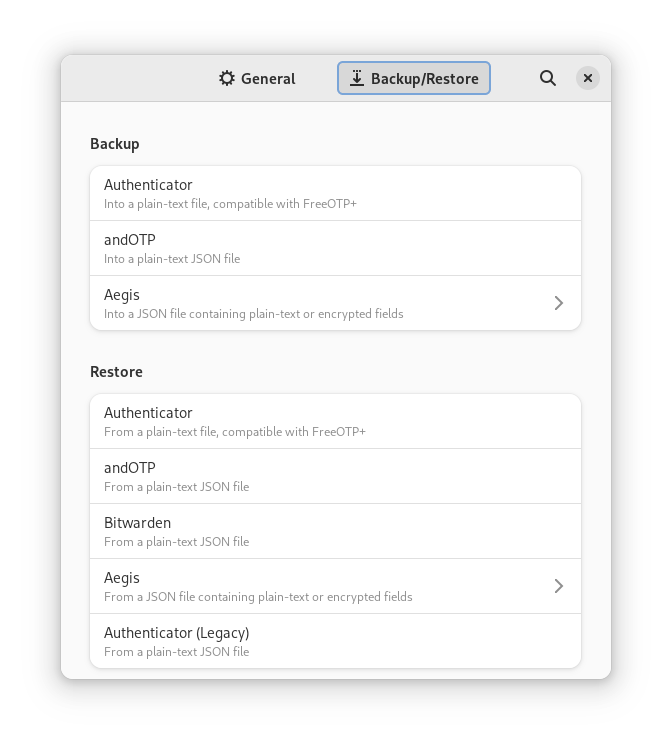 General
Backup/Restore
Backup
Authenticator
Into a plain-text file, compatible with FreeOTP+
andOTP
Into a plain-text JSON file
Aegis
Into a JSON file containing plain-text or encrypted fields
Restore
Authenticator
From a plain-text file, compatible with FreeOTP+
andOTP
From a plain-text JSON file
Bitwarden
From a plain-text JSON file
Aegis
From a JSON file containing plain-text or encrypted fields
Authenticator (Legacy)
From a plain-text JSON file